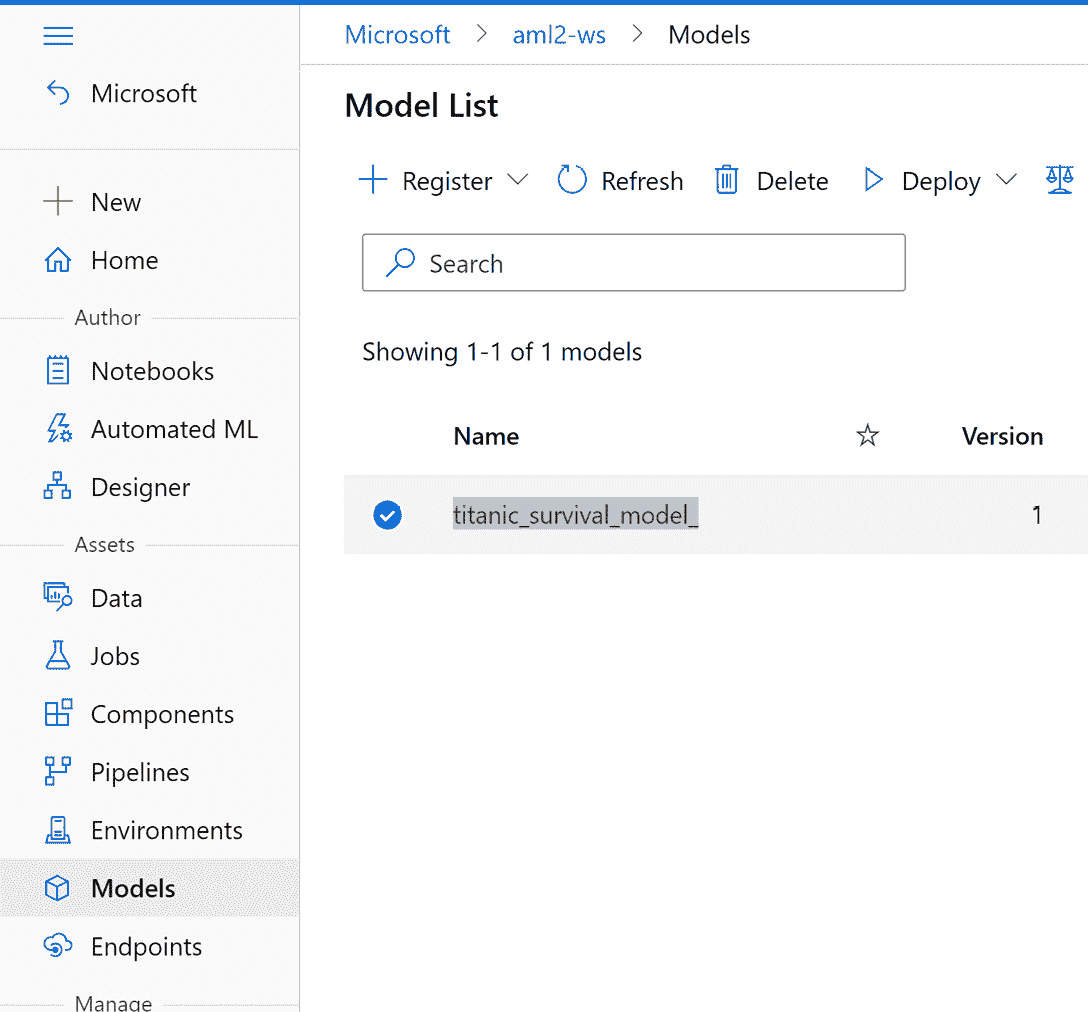 Microsoft > aml2-ws > Models
Microsoft
New
Home
Author
Notebooks
Automated ML
Designer
Assets
Data
Jobs
Components
Pipelines
Environments
Models
Endpoints
Manage
Model List
Register Refresh Delete Deploy
Search
Showing 1-1 of 1 models
Name Version
titanic_survival_model_ 1